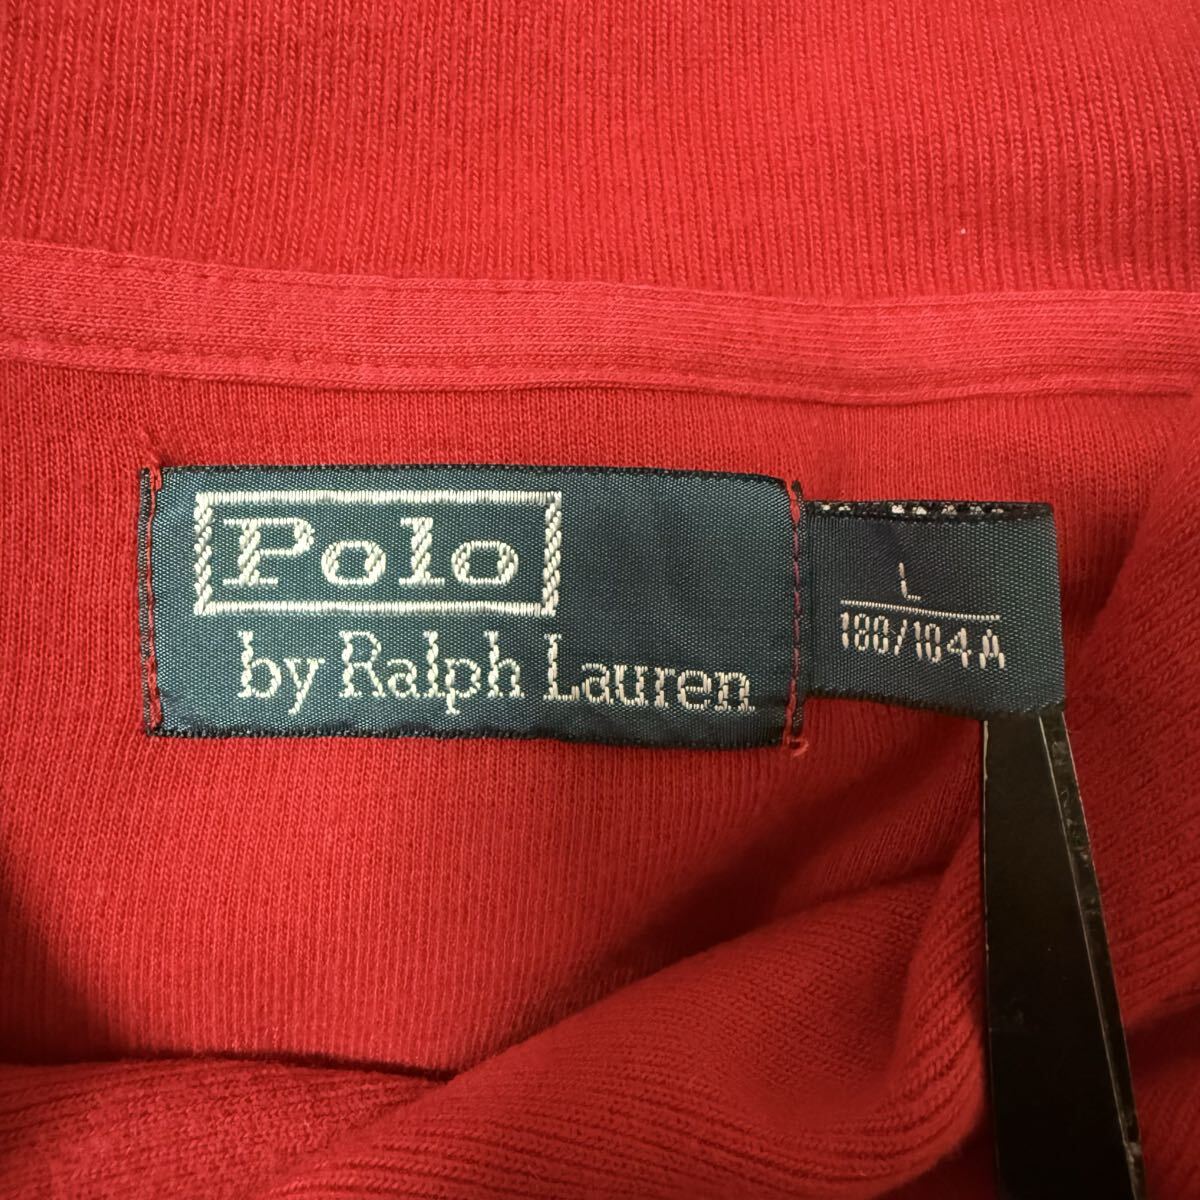 Polo
by Ralph Lauren
L
180/104A